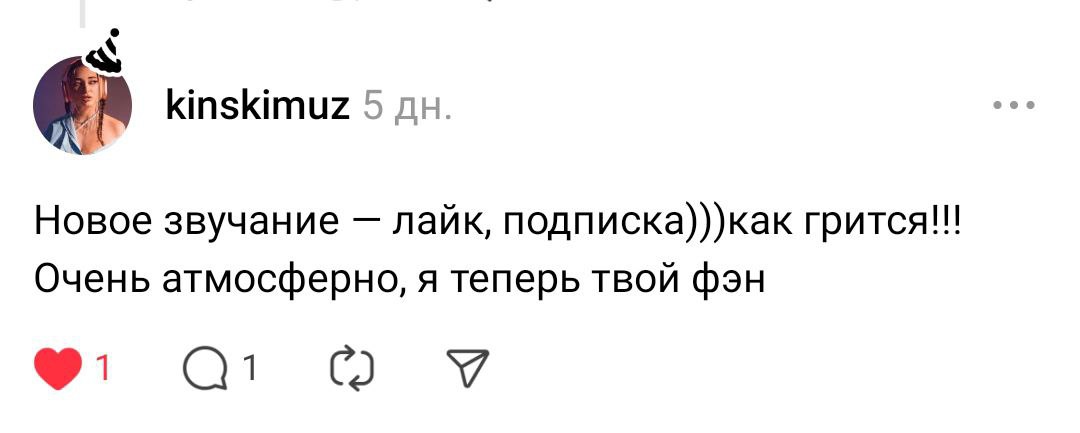 kinskimuz 5 дн.
Новое звучание — лайк, подписка)))как грится!!!
Очень атмосферно, я теперь твой фэн
1 1